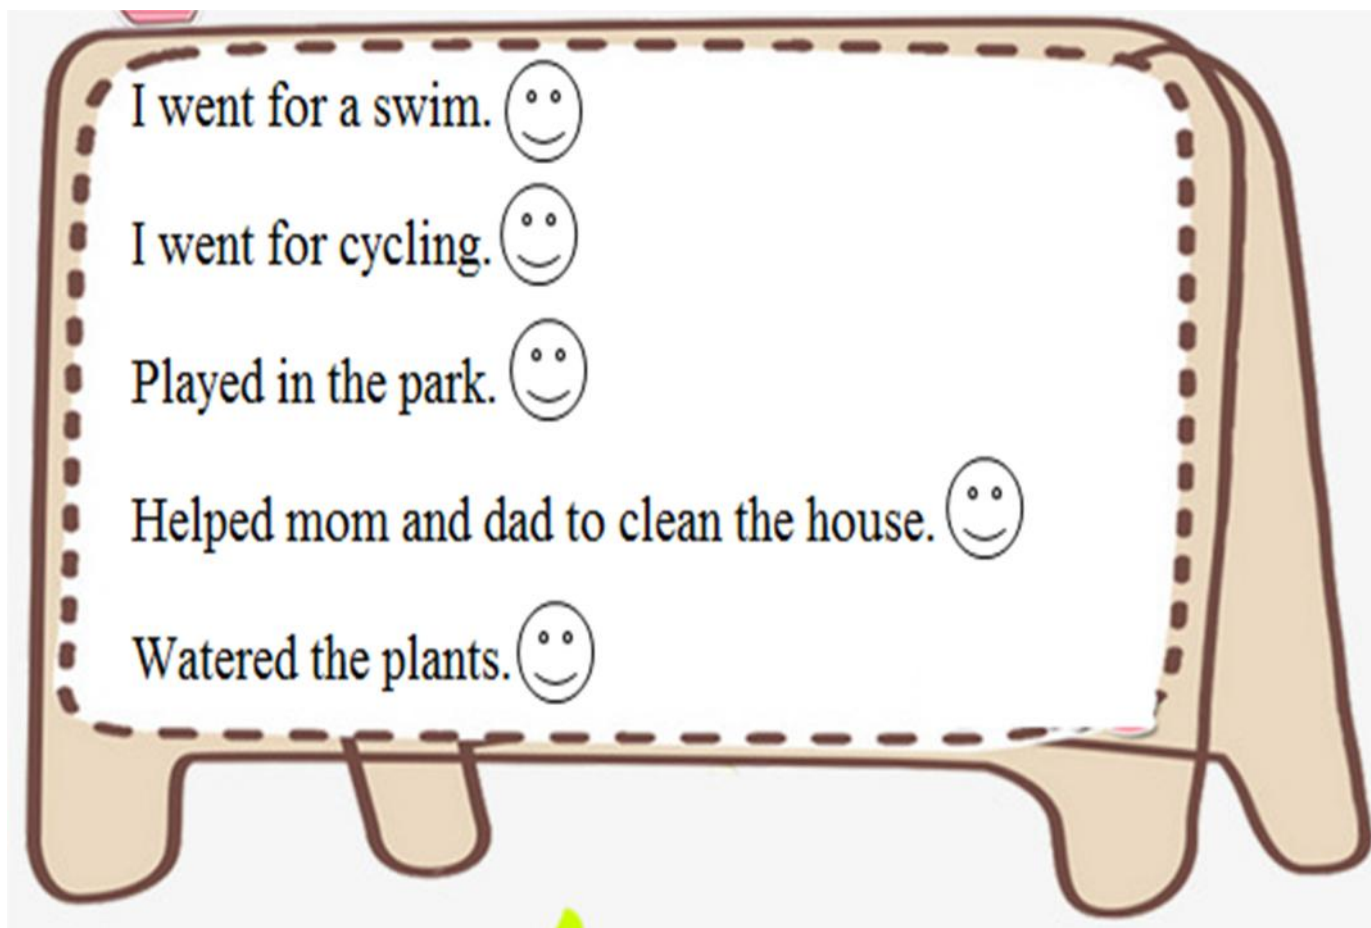 I went for a swim.
I went for cycling.
Played in the park.
Helped mom and dad to clean the house.
Watered the plants.